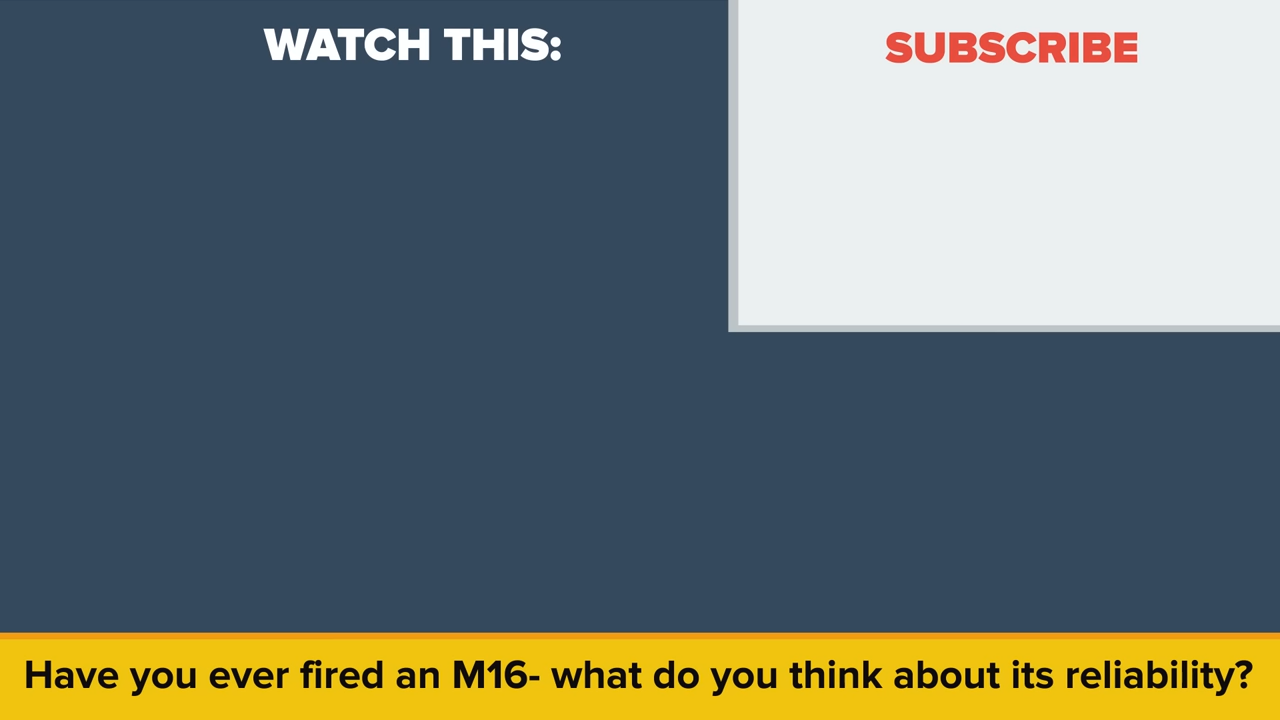 WATCH THIS:
SUBSCRIBE
Have you ever fired an M16- what do you think about its reliability?